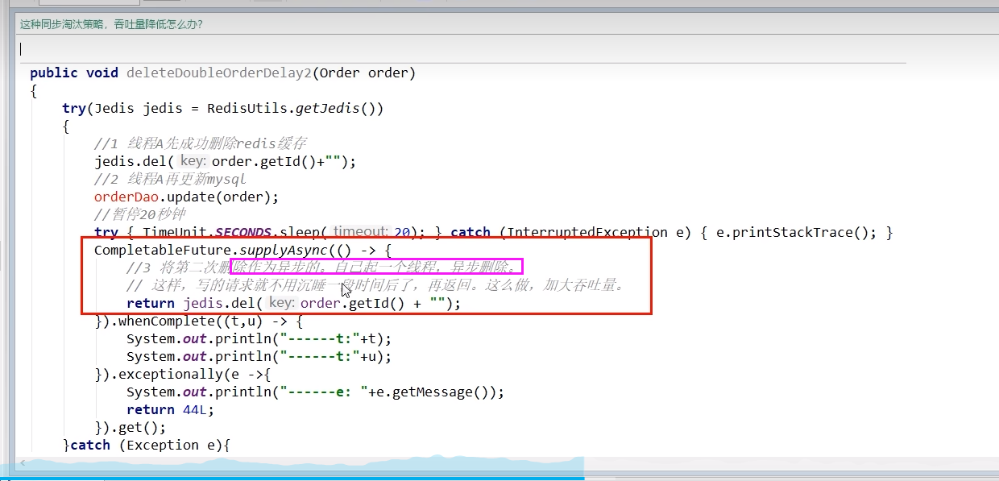 这种同步淘汰策略，吞吐量降低怎么办?
public void deleteDoubleOrderDelay2(Order order)
{
try(Jedis jedis = RedisUtils.getJedis())
{
//1 线程A先成功删除redis缓存
jedis.del( key: order.getId()+"");
//2 线程A再更新mysql
orderDao.update(order);
//暂停20秒钟
try { TimeUnit.SECONDS.sleep( timeout: 20); } catch (InterruptedException e) { e.printStackTrace(); }
CompletableFuture.supplyAsync(() -> {
//3 将第二次删除作为异步的。自己起一个线程，异步删除。
// 这样，写的请求就不用沉睡一段时间后了，再返回。这么做，加大吞吐量。
return jedis.del( key: order.getId() + "");
}).whenComplete((t,u) -> {
System.out.println("------t:"+t);
System.out.println("------t:"+u);
}).exceptionally(e ->{
System.out.println("------e: "+e.getMessage());
return 44L;
}).get();
}catch (Exception e){